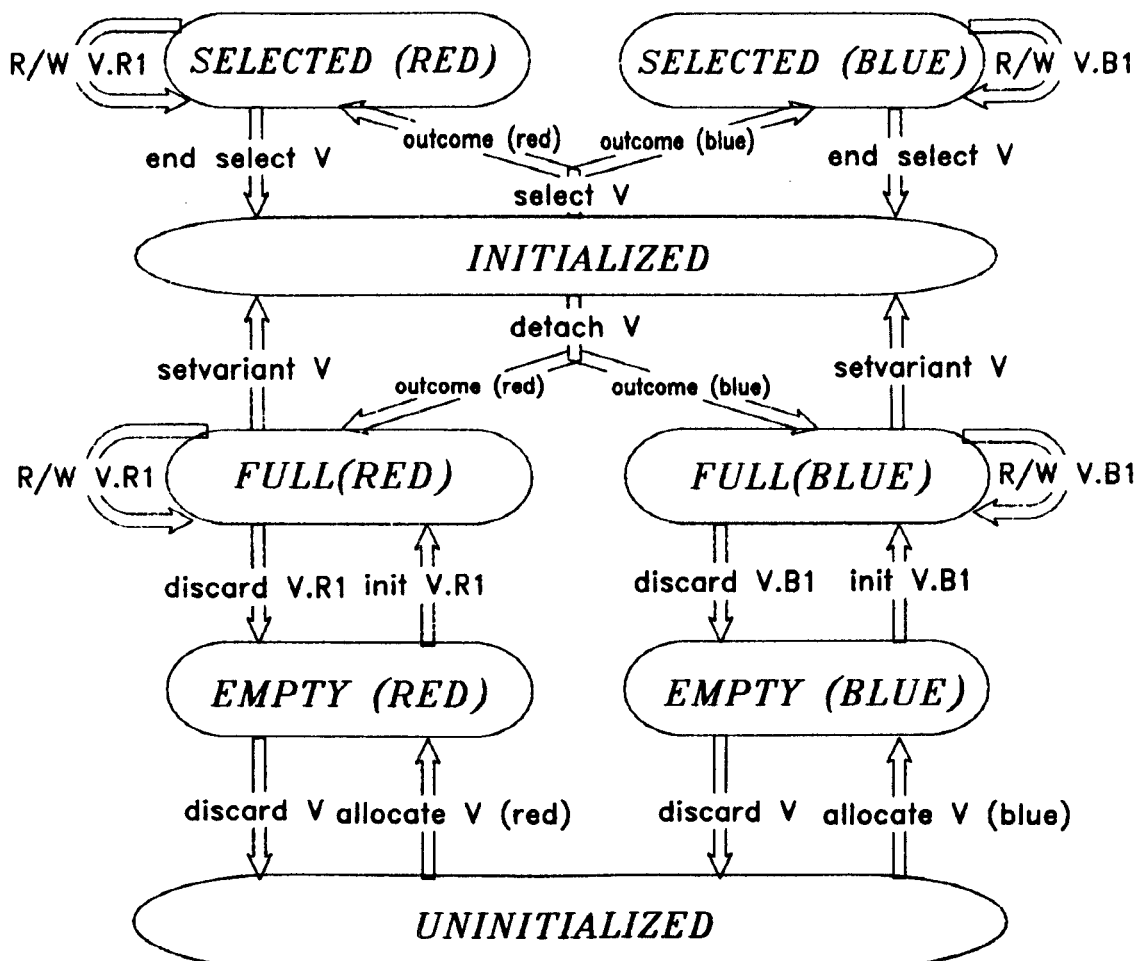 SELECTED (RED)
SELECTED (BLUE)
R/W V.R1
R/W V.B1
outcome (red)
outcome (blue)
end select V
end select V
select V
INITIALIZED
detach V
setvariant V
setvariant V
outcome (red)
outcome (blue)
R/W V.R1
FULL(RED)
FULL(BLUE)
R/W V.B1
discard V.R1
init V.R1
discard V.B1
init V.B1
EMPTY (RED)
EMPTY (BLUE)
discard V
allocate V (red)
discard V
allocate V (blue)
UNINITIALIZED